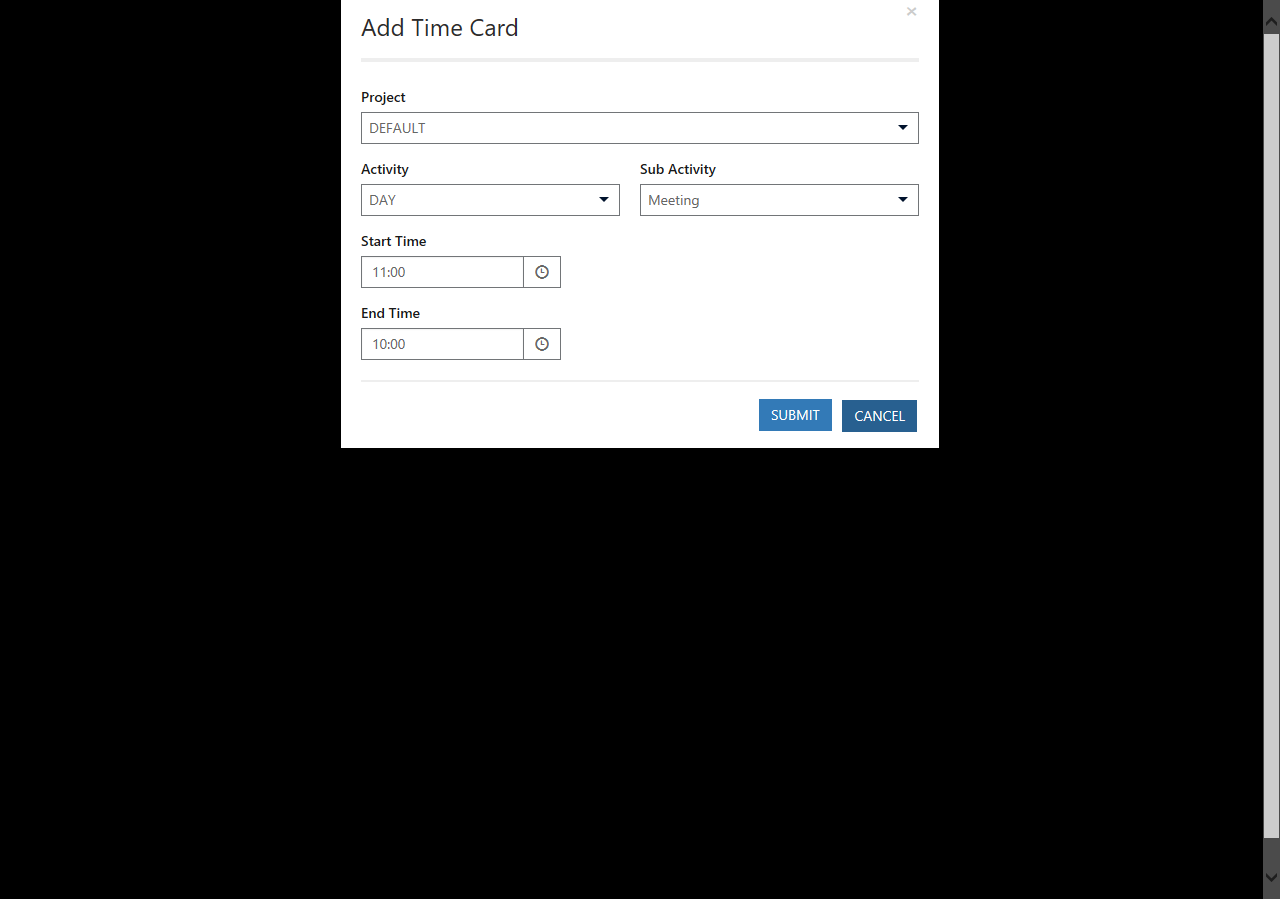 ×
Add Time Card
Project
DEFAULT
Activity
Sub Activity
DAY
Meeting
Start Time
11:00
End Time
10:00
SUBMIT
CANCEL